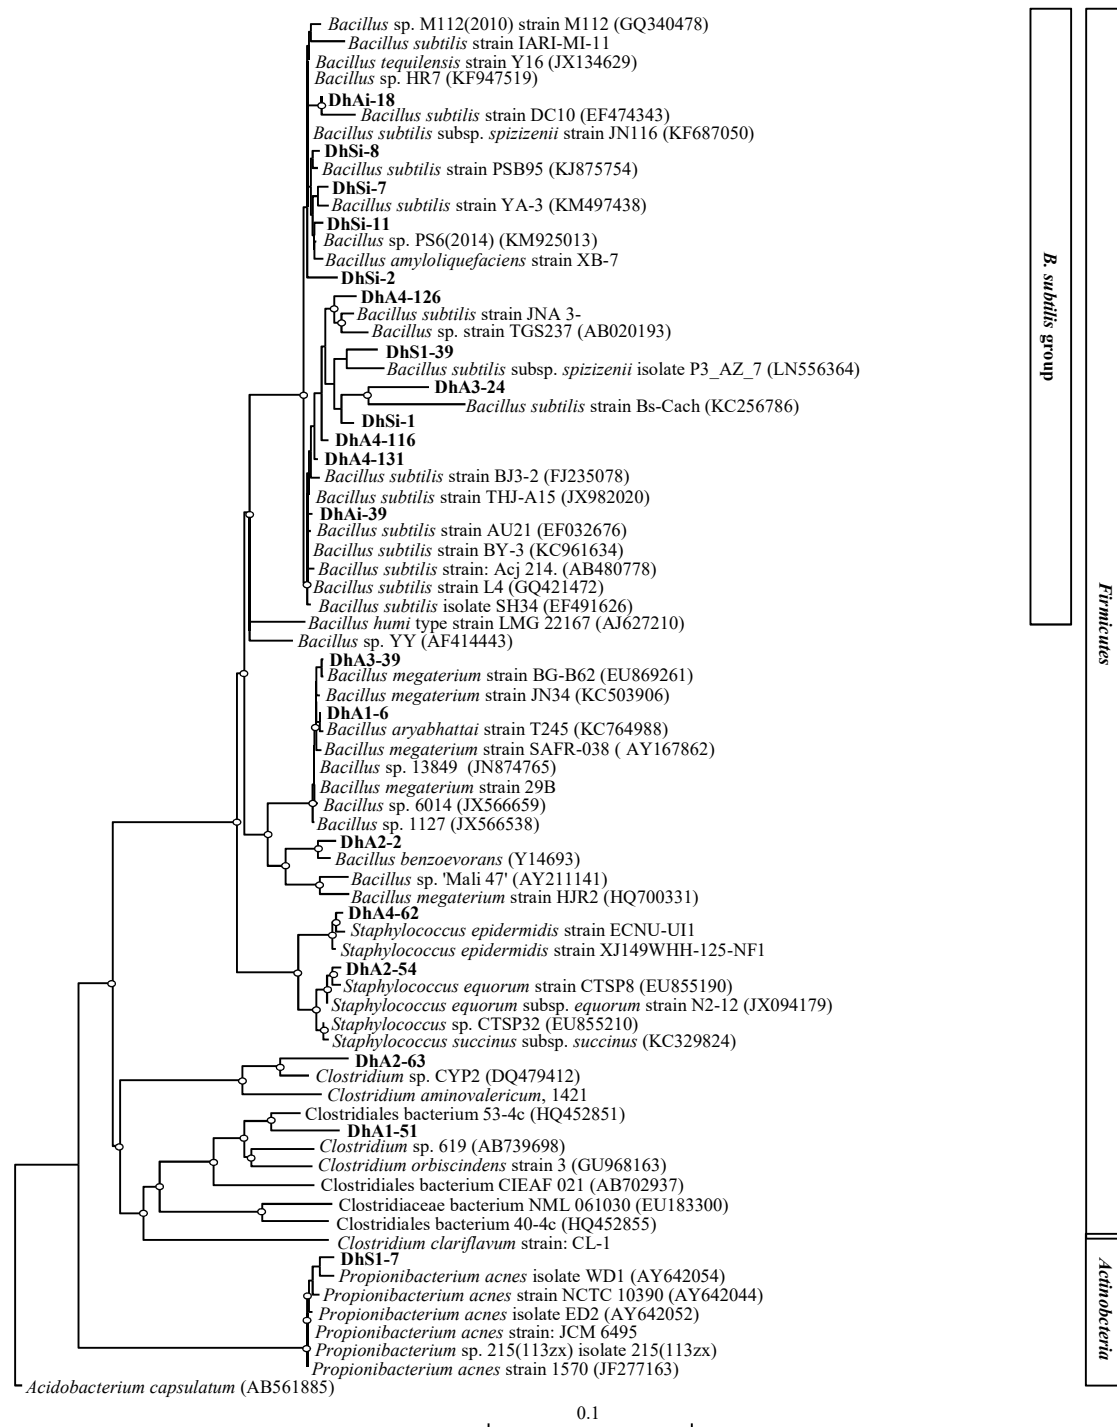 Bacillus sp. M112(2010) strain M112 (GQ340478)
Bacillus subtilis strain IARI-MI-11
Bacillus tequilensis strain Y16 (JX134629)
Bacillus sp. HR7 (KF947519)
DhAi-18
Bacillus subtilis strain DC10 (EF474343)
Bacillus subtilis subsp. spizizenii strain JN116 (KF687050)
DhSi-8
Bacillus subtilis strain PSB95 (KJ875754)
DhSi-7
Bacillus subtilis strain YA-3 (KM497438)
DhSi-11
Bacillus sp. PS6(2014) (KM925013)
Bacillus amyloliquefaciens strain XB-7
DhSi-2
DhA4-126
Bacillus subtilis strain JNA 3-
Bacillus sp. strain TGS237 (AB020193)
DhS1-39
Bacillus subtilis subsp. spizizenii isolate P3_AZ_7 (LN556364)
DhA3-24
Bacillus subtilis strain Bs-Cach (KC256786)
DhSi-1
DhA4-116
DhA4-131
Bacillus subtilis strain BJ3-2 (FJ235078)
Bacillus subtilis strain THJ-A15 (JX982020)
DhAi-39
Bacillus subtilis strain AU21 (EF032676)
Bacillus subtilis strain BY-3 (KC961634)
Bacillus subtilis strain: Acj 214. (AB480778)
Bacillus subtilis strain L4 (GQ421472)
Bacillus subtilis isolate SH34 (EF491626)
Bacillus humi type strain LMG 22167 (AJ627210)
Bacillus sp. YY (AF414443)
DhA3-39
Bacillus megaterium strain BG-B62 (EU869261)
Bacillus megaterium strain JN34 (KC503906)
DhA1-6
Bacillus aryabhattai strain T245 (KC764988)
Bacillus megaterium strain SAFR-038 ( AY167862)
Bacillus sp. 13849 (JN874765)
Bacillus megaterium strain 29B
Bacillus sp. 6014 (JX566659)
Bacillus sp. 1127 (JX566538)
DhA2-2
Bacillus benzoevorans (Y14693)
Bacillus sp. 'Mali 47' (AY211141)
Bacillus megaterium strain HJR2 (HQ700331)
DhA4-62
Staphylococcus epidermidis strain ECNU-UI1
Staphylococcus epidermidis strain XJ149WHH-125-NF1
DhA2-54
Staphylococcus equorum strain CTSP8 (EU855190)
Staphylococcus equorum subsp. equorum strain N2-12 (JX094179)
Staphylococcus sp. CTSP32 (EU855210)
Staphylococcus succinus subsp. succinus (KC329824)
DhA2-63
Clostridium sp. CYP2 (DQ479412)
Clostridium aminovalericum, 1421
Clostridiales bacterium 53-4c (HQ452851)
DhA1-51
Clostridium sp. 619 (AB739698)
Clostridium orbiscindens strain 3 (GU968163)
Clostridiales bacterium CIEAF 021 (AB702937)
Clostridiaceae bacterium NML 061030 (EU183300)
Clostridiales bacterium 40-4c (HQ452855)
Clostridium clariflavum strain: CL-1
DhS1-7
Propionibacterium acnes isolate WD1 (AY642054)
Propionibacterium acnes strain NCTC 10390 (AY642044)
Propionibacterium acnes isolate ED2 (AY642052)
Propionibacterium acnes strain: JCM 6495
Propionibacterium sp. 215(113zx) isolate 215(113zx)
Propionibacterium acnes strain 1570 (JF277163)
Acidobacterium capsulatum (AB561885)
0.1
B. subtilis group
Firmicutes
Actinobcteria